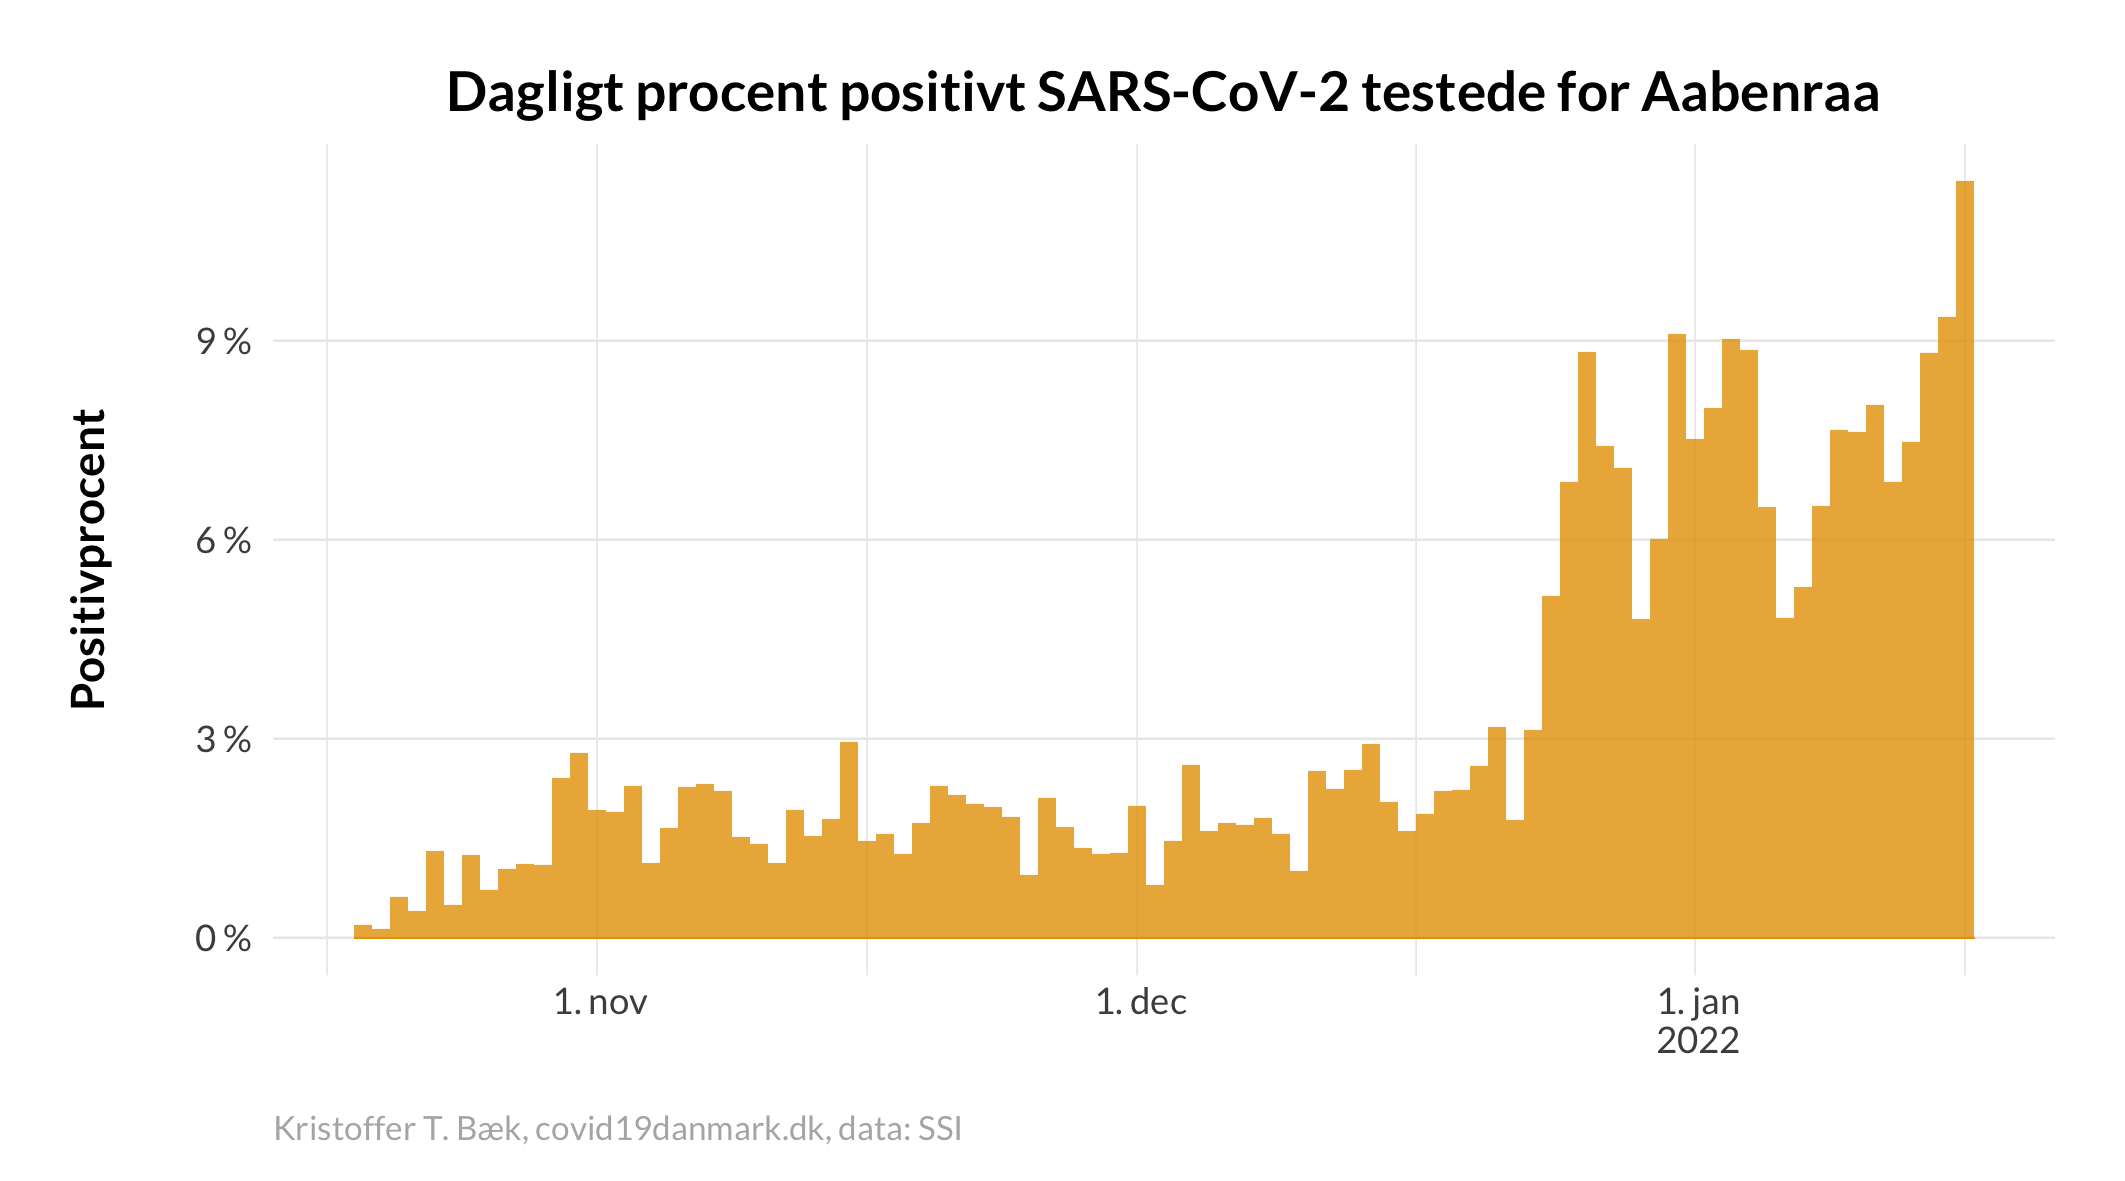 Dagligt procent positivt SARS-CoV-2 testede for Aabenraa
Positivprocent
9 %
6 %
3 %
0 %
1. nov
1. dec
1. jan
2022
Kristoffer T. Bæk, covid19danmark.dk, data: SSI